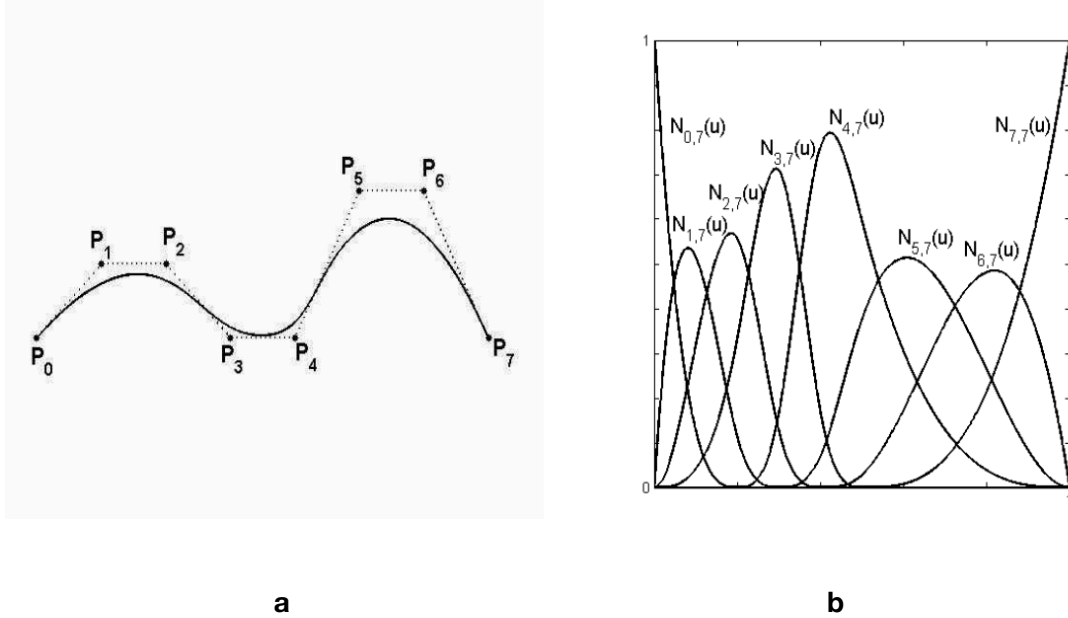 P5 P6
P1 P2
P0 P3 P4 P7
a
1
N4,7(u)
N0,7(u) N7,7(u)
N3,7(u)
N2,7(u)
N1,7(u)
N5,7(u)
N6,7(u)
0
b